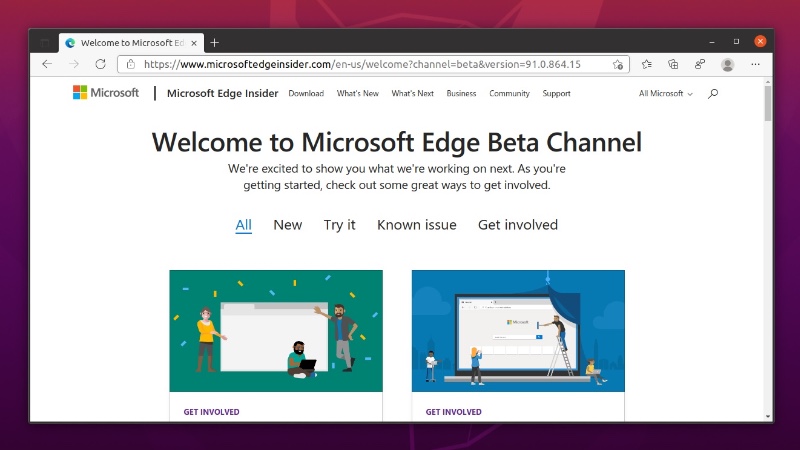 Welcome to Microsoft Ed
https://www.microsoftedgeinsider.com/en-us/welcome?channel=beta&version=91.0.864.15
Microsoft
Microsoft Edge Insider
Download
What's New
What's Next
Business
Community
Support
All Microsoft
Welcome to Microsoft Edge Beta Channel
We're excited to show you what we're working on next. As you're
getting started, check out some great ways to get involved.
All
New
Try it
Known issue
Get involved
Microsoft
GET INVOLVED
GET INVOLVED